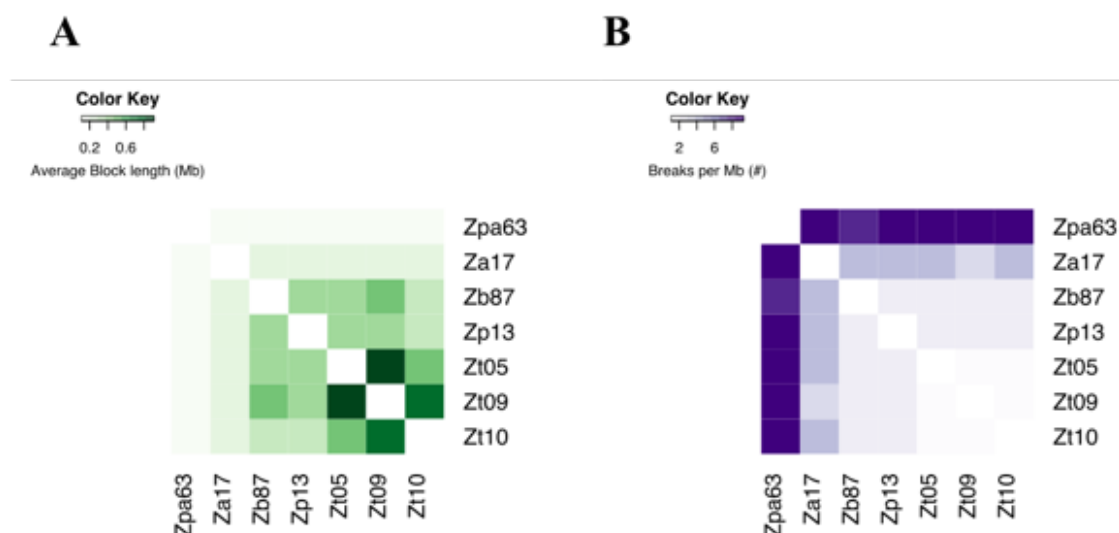 A
B
Color Key
0.2 0.6
Average Block length (Mb)
Color Key
2 6
Breaks per Mb (#)
Zpa63
Za17
Zb87
Zp13
Zt05
Zt09
Zt10
Zpa63
Za17
Zb87
Zp13
Zt05
Zt09
Zt10
Zpa63
Za17
Zb87
Zp13
Zt05
Zt09
Zt10
Zpa63
Za17
Zb87
Zp13
Zt05
Zt09
Zt10